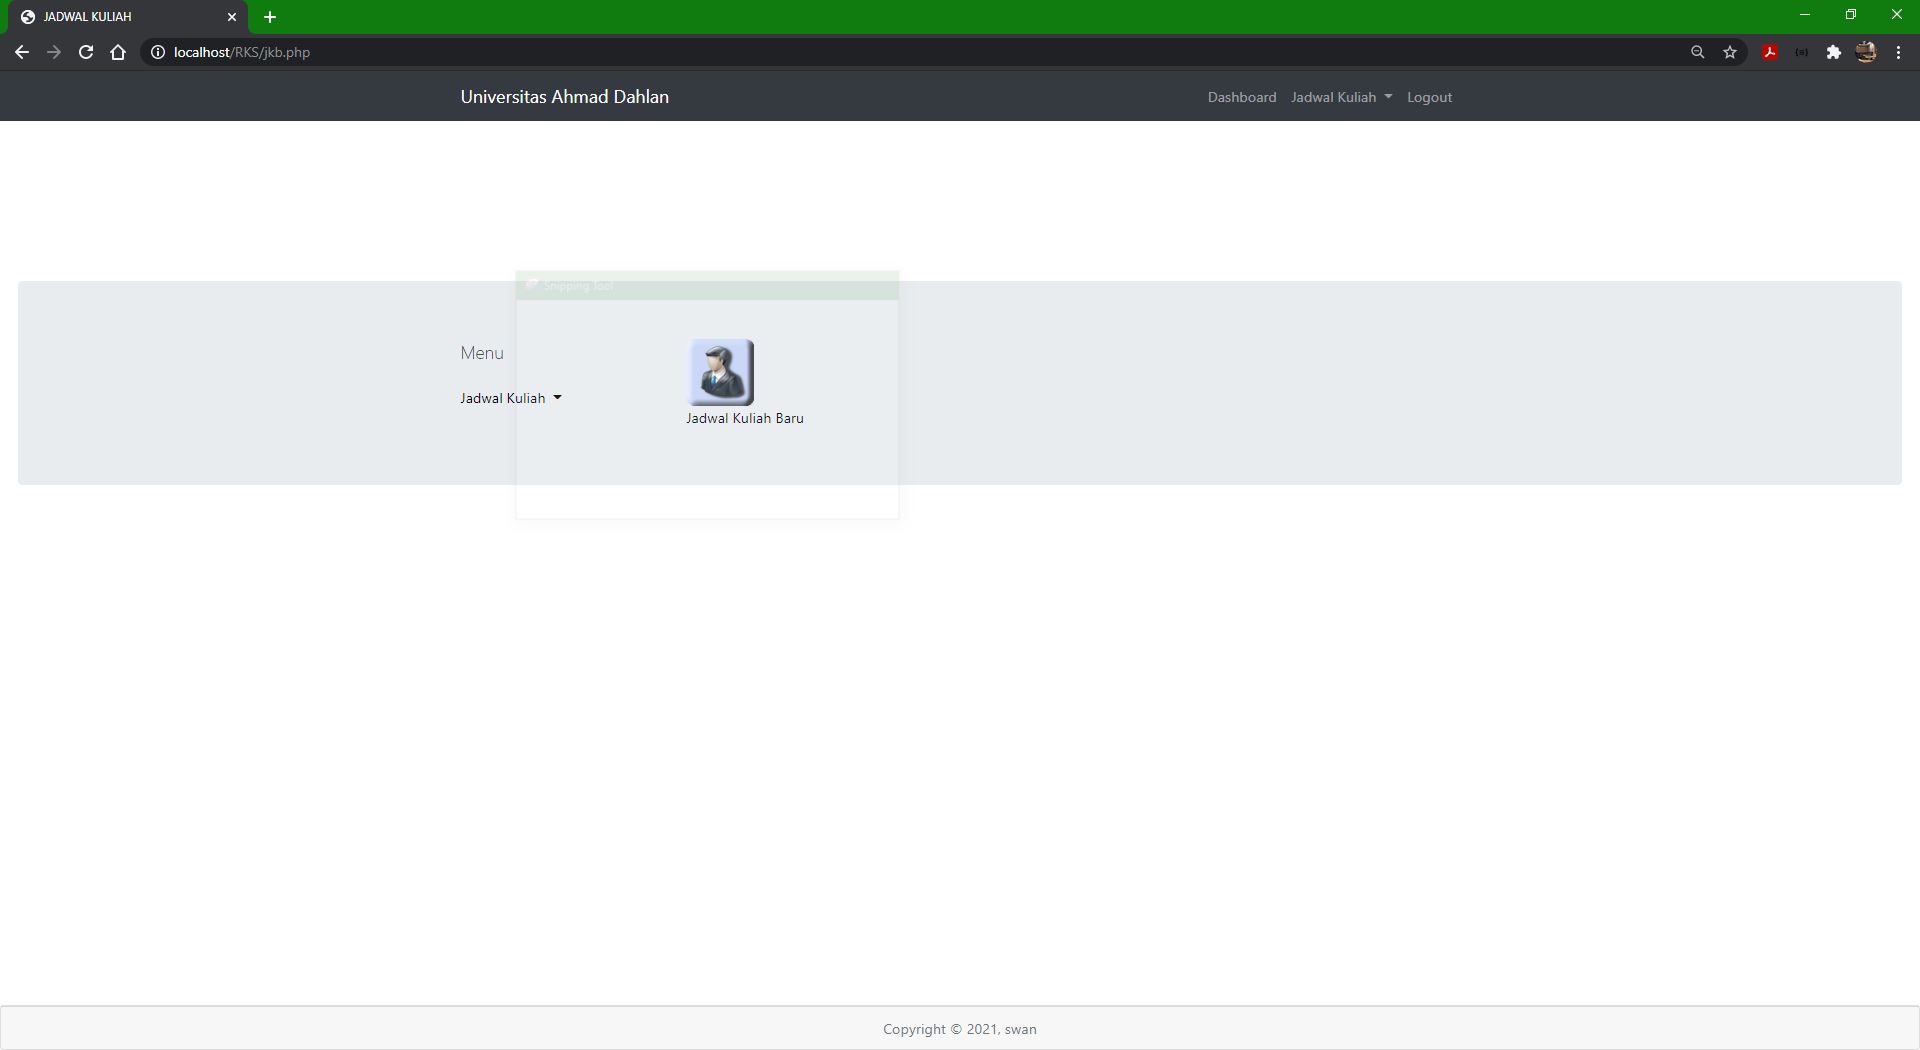 JADWAL KULIAH
localhost/RKS/jkb.php
Universitas Ahmad Dahlan
Dashboard Jadwal Kuliah Logout
Snipping Tool
Menu
Jadwal Kuliah
Jadwal Kuliah Baru
Copyright © 2021, swan